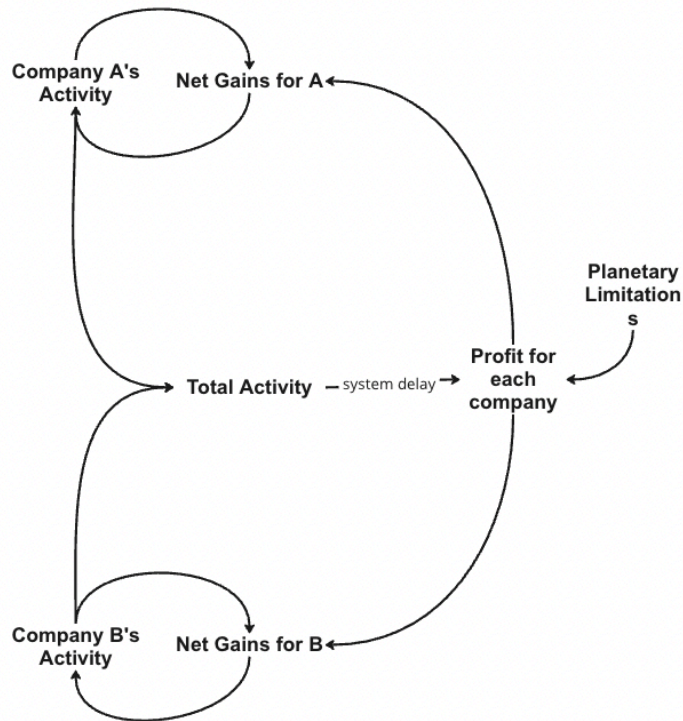 Company A's
Activity
Net Gains for A
Planetary
Limitation
s
Total Activity
system delay
Profit for
each
company
Company B's
Activity
Net Gains for B